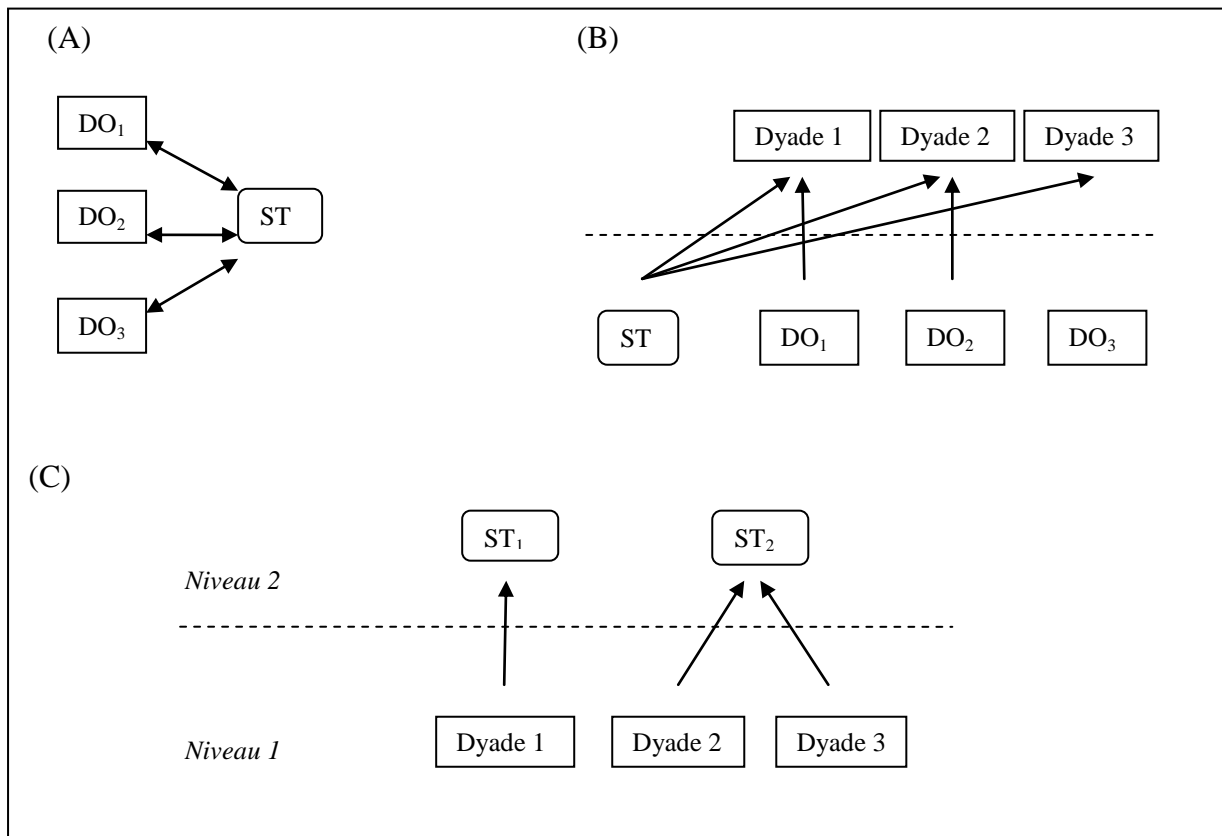 (A)
DO₁
DO₂
ST
DO₃
(B)
Dyade 1 Dyade 2 Dyade 3
ST DO₁ DO₂ DO₃
(C)
ST₁ ST₂
Niveau 2
Niveau 1 Dyade 1 Dyade 2 Dyade 3